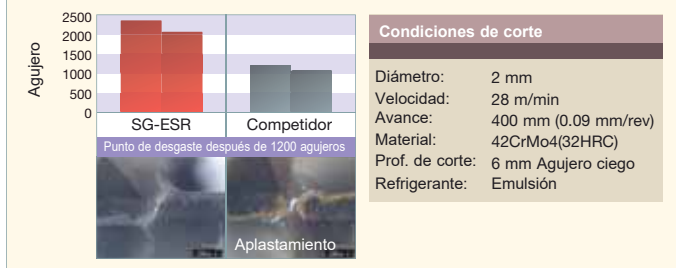 Agujero
2500
2000
1500
1000
500
0
SG-ESR
Competidor
Punto de desgaste después de 1200 agujeros
Aplastamiento
Condiciones de corte
Diámetro: 2 mm
Velocidad: 28 m/min
Avance: 400 mm (0.09 mm/rev)
Material: 42CrMo4(32HRC)
Prof. de corte: 6 mm Agujero ciego
Refrigerante: Emulsión